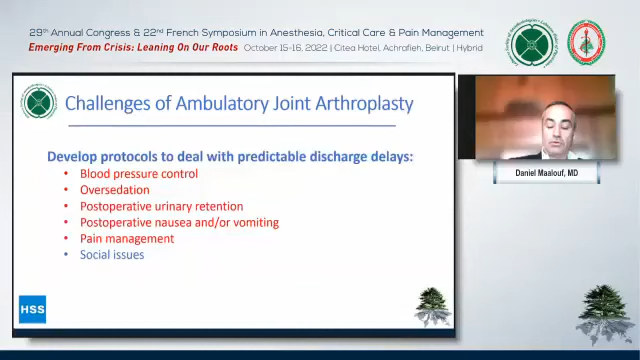 29th Annual Congress & 22nd French Symposium in Anesthesia, Critical Care & Pain Management
Emerging From Crisis: Leaning On Our Roots October 15-16, 2022 | Citea Hotel, Achrafieh, Beirut | Hybrid
Challenges of Ambulatory Joint Arthroplasty
Develop protocols to deal with predictable discharge delays:
• Blood pressure control
• Oversedation
• Postoperative urinary retention
• Postoperative nausea and/or vomiting
• Pain management
• Social issues
HSS
Daniel Maalouf, MD